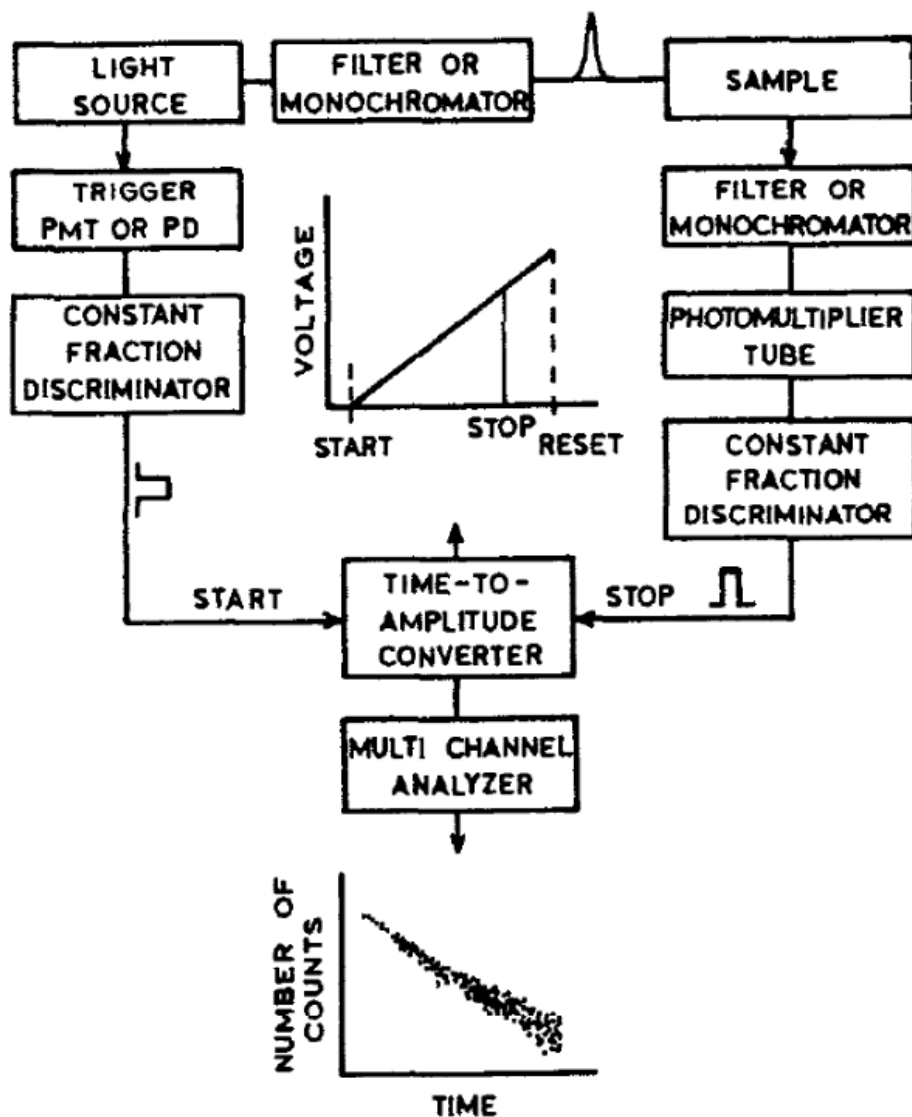 LIGHT
SOURCE
FILTER OR
MONOCHROMATOR
SAMPLE
TRIGGER
PMT OR PD
FILTER OR
MONOCHROMATOR
CONSTANT
FRACTION
DISCRIMINATOR
VOLTAGE
START
STOP
RESET
PHOTOMULTIPLIER
TUBE
CONSTANT
FRACTION
DISCRIMINATOR
START
TIME-TO-
AMPLITUDE
CONVERTER
STOP
MULTI CHANNEL
ANALYZER
NUMBER OF
COUNTS
TIME